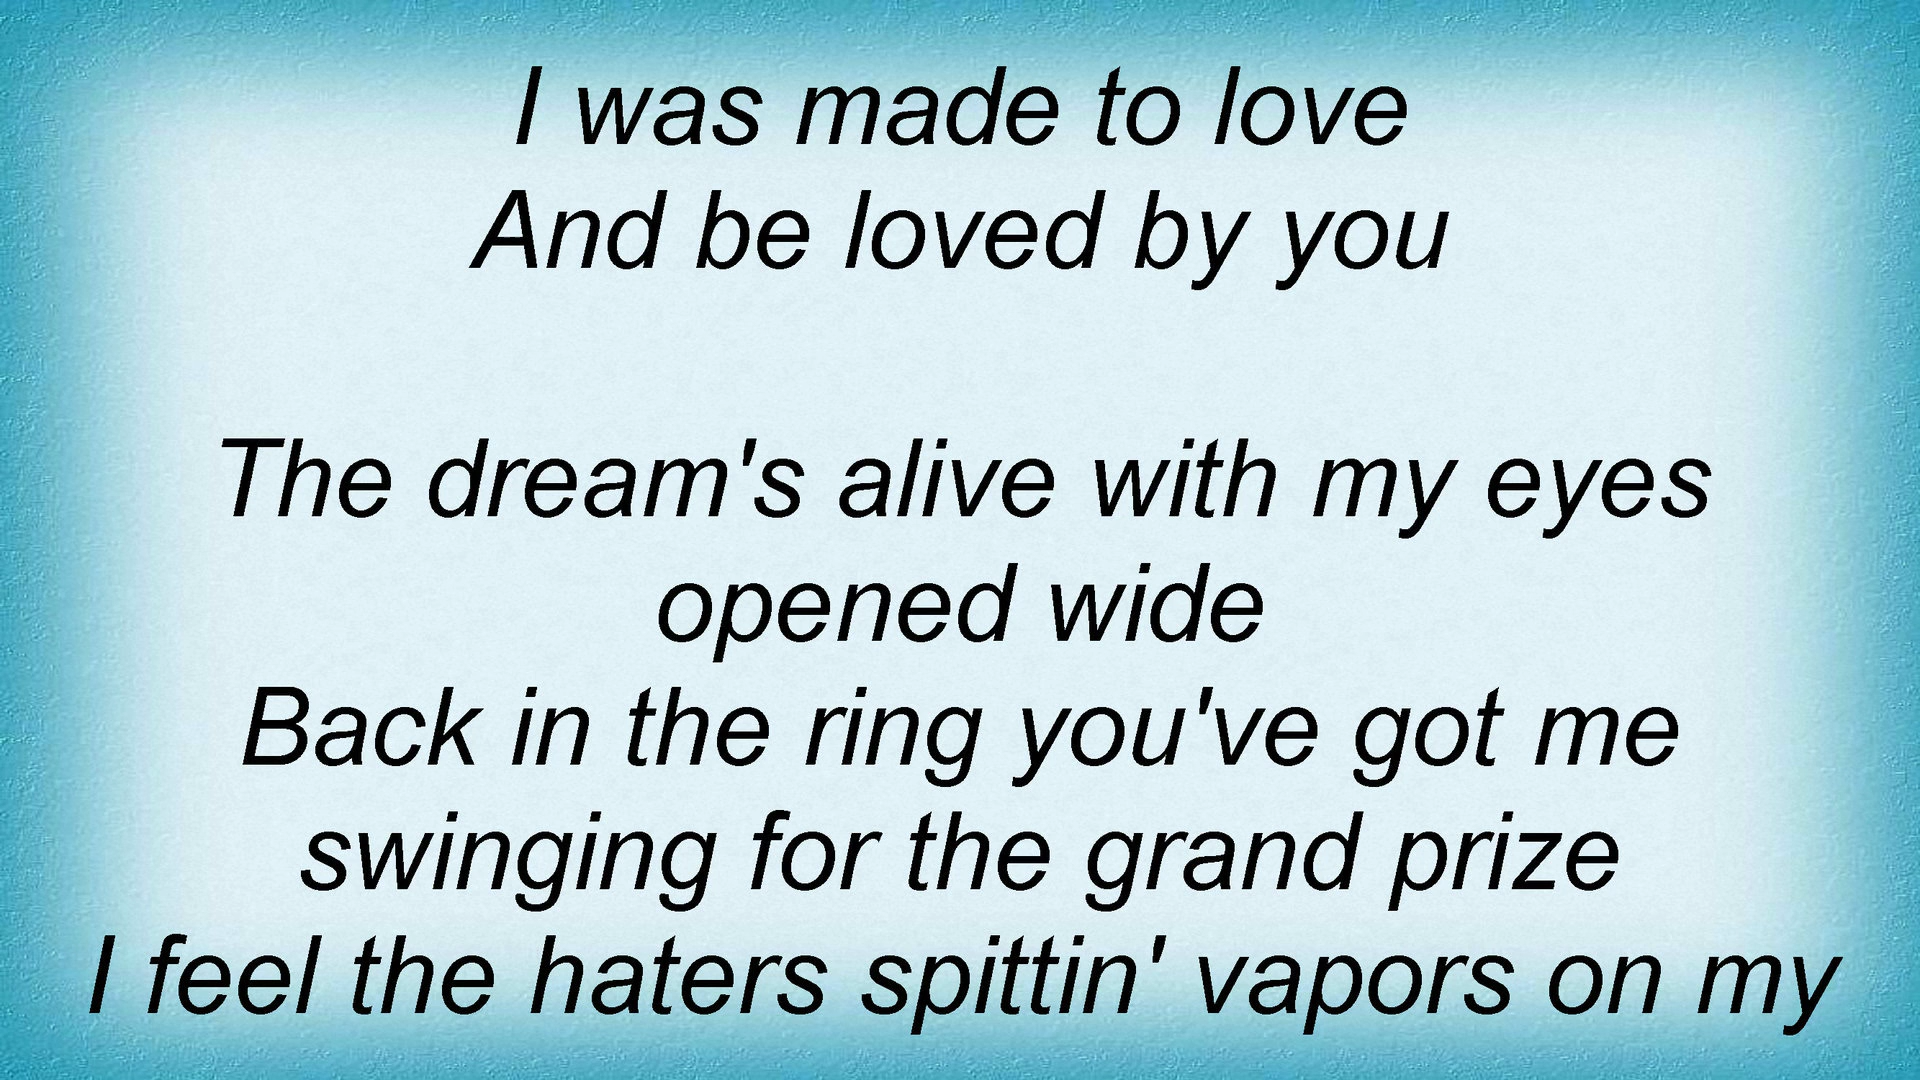 I was made to love
And be loved by you
The dream's alive with my eyes
opened wide
Back in the ring you've got me
swinging for the grand prize
I feel the haters spittin' vapors on my